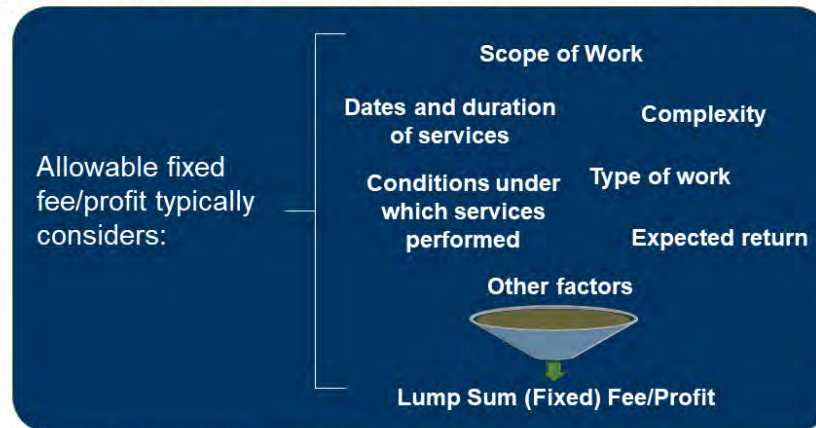 Allowable fixed
fee/profit typically
considers:
Scope of Work
Dates and duration
of services
Complexity
Conditions under
which services
performed
Type of work
Expected return
Other factors
Lump Sum (Fixed) Fee/Profit